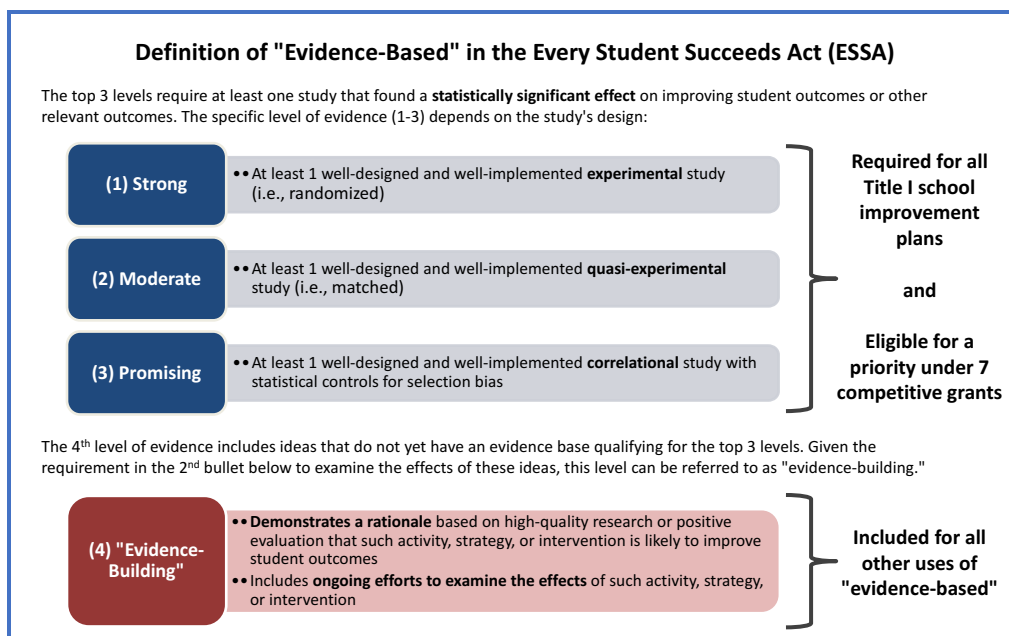 Definition of "Evidence-Based" in the Every Student Succeeds Act (ESSA)
The top 3 levels require at least one study that found a statistically significant effect on improving student outcomes or other
relevant outcomes. The specific level of evidence (1-3) depends on the study's design:
(1) Strong
••At least 1 well-designed and well-implemented experimental study
(i.e., randomized)
(2) Moderate
••At least 1 well-designed and well-implemented quasi-experimental
study (i.e., matched)
(3) Promising
••At least 1 well-designed and well-implemented correlational study with
statistical controls for selection bias
Required for all
Title I school
improvement
plans
and
Eligible for a
priority under 7
competitive grants
The 4th level of evidence includes ideas that do not yet have an evidence base qualifying for the top 3 levels. Given the
requirement in the 2nd bullet below to examine the effects of these ideas, this level can be referred to as "evidence-building."
(4) "Evidence-
Building"
••Demonstrates a rationale based on high-quality research or positive
evaluation that such activity, strategy, or intervention is likely to improve
student outcomes
••Includes ongoing efforts to examine the effects of such activity, strategy,
or intervention
Included for all
other uses of
"evidence-based"